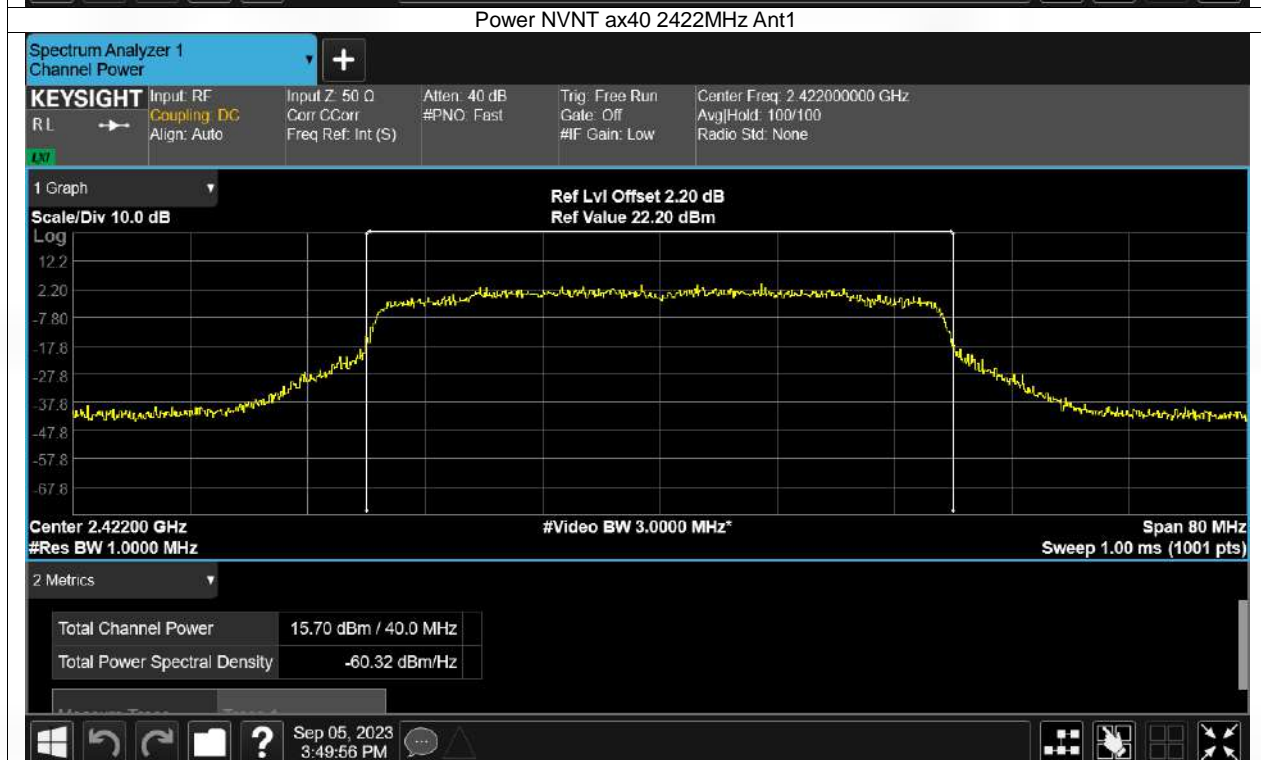 Power NVNT ax40 2422MHz Ant1
Spectrum Analyzer 1
Channel Power
+
KEYSIGHT
RL
LXI
Input: RF
Coupling: DC
Align: Auto
Input Z: 50 Ω
Corr CCorr
Freq Ref: Int (S)
Atten: 40 dB
#PNO: Fast
Trig: Free Run
Gate: Off
#IF Gain: Low
Center Freq: 2.422000000 GHz
Avg|Hold: 100/100
Radio Std: None
1 Graph
Scale/Div 10.0 dB
Ref Lvl Offset 2.20 dB
Ref Value 22.20 dBm
Log
12.2
2.20
-7.80
-17.8
-27.8
-37.8
-47.8
-57.8
-67.8
Center 2.42200 GHz
#Res BW 1.0000 MHz
#Video BW 3.0000 MHz*
Span 80 MHz
Sweep 1.00 ms (1001 pts)
2 Metrics
Total Channel Power 15.70 dBm / 40.0 MHz
Total Power Spectral Density -60.32 dBm/Hz
?
Sep 05, 2023
3:49:56 PM